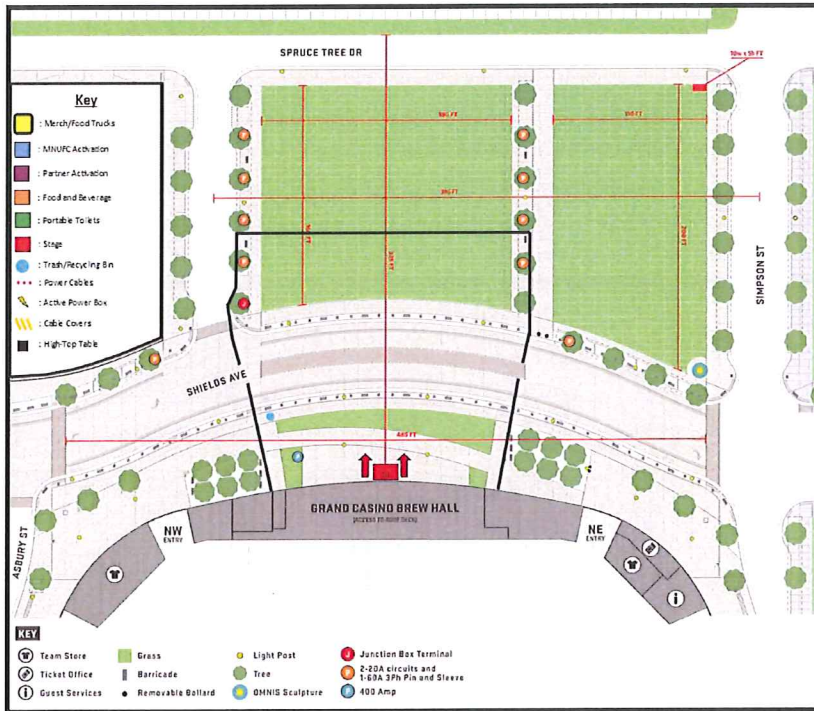 SPRUCE TREE DR
Key
: Merch/Food Trucks
: MNUFC Activation
: Partner Activation
: Food and Beverage
: Portable Toilets
: Stage
: Trash/Recycling Bin
: Power Cables
: Active Power Box
: Cable Covers
: High-Top Table
SIMPSON ST
SHIELDS AVE
ASBURY ST
GRAND CASINO BREW HALL
NW
ENTRY
NE
ENTRY
KEY
Team Store
Grass
Light Post
Junction Box Terminal
Ticket Office
Barricade
Tree
2-20A circuits and
1-60A 3Ph Pin and Sleeve
Guest Services
Removable Bollard
OMNIS Sculpture
400 Amp